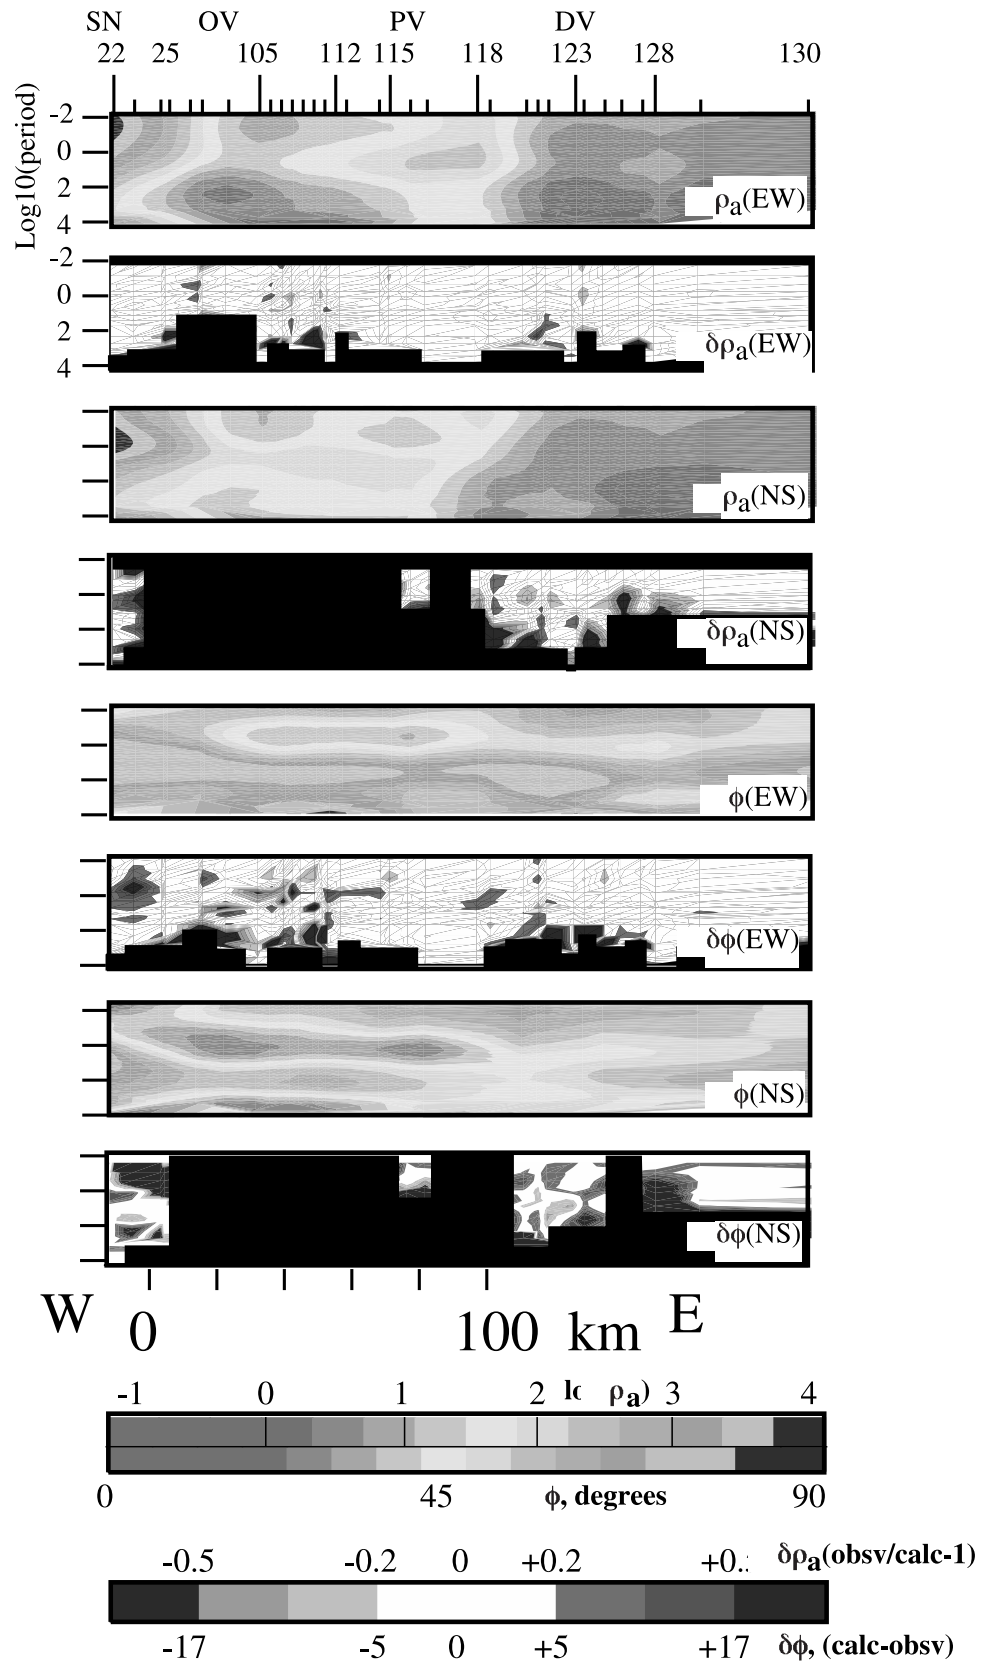 SN OV PV DV
22 25 105 112 115 118 123 128 130
Log10(period)
-2
0
2
4
ρa(EW)
-2
0
2
4
δρa(EW)
ρa(NS)
δρa(NS)
ϕ(EW)
δϕ(EW)
ϕ(NS)
δϕ(NS)
W 0 100 km E
-1 0 1 2 ρa) 3 4
0 45 ϕ, degrees 90
-0.5 -0.2 0 +0.2 δρa(obsv/calc-1)
-17 -5 0 +5 +17 δϕ, (calc-obsv)